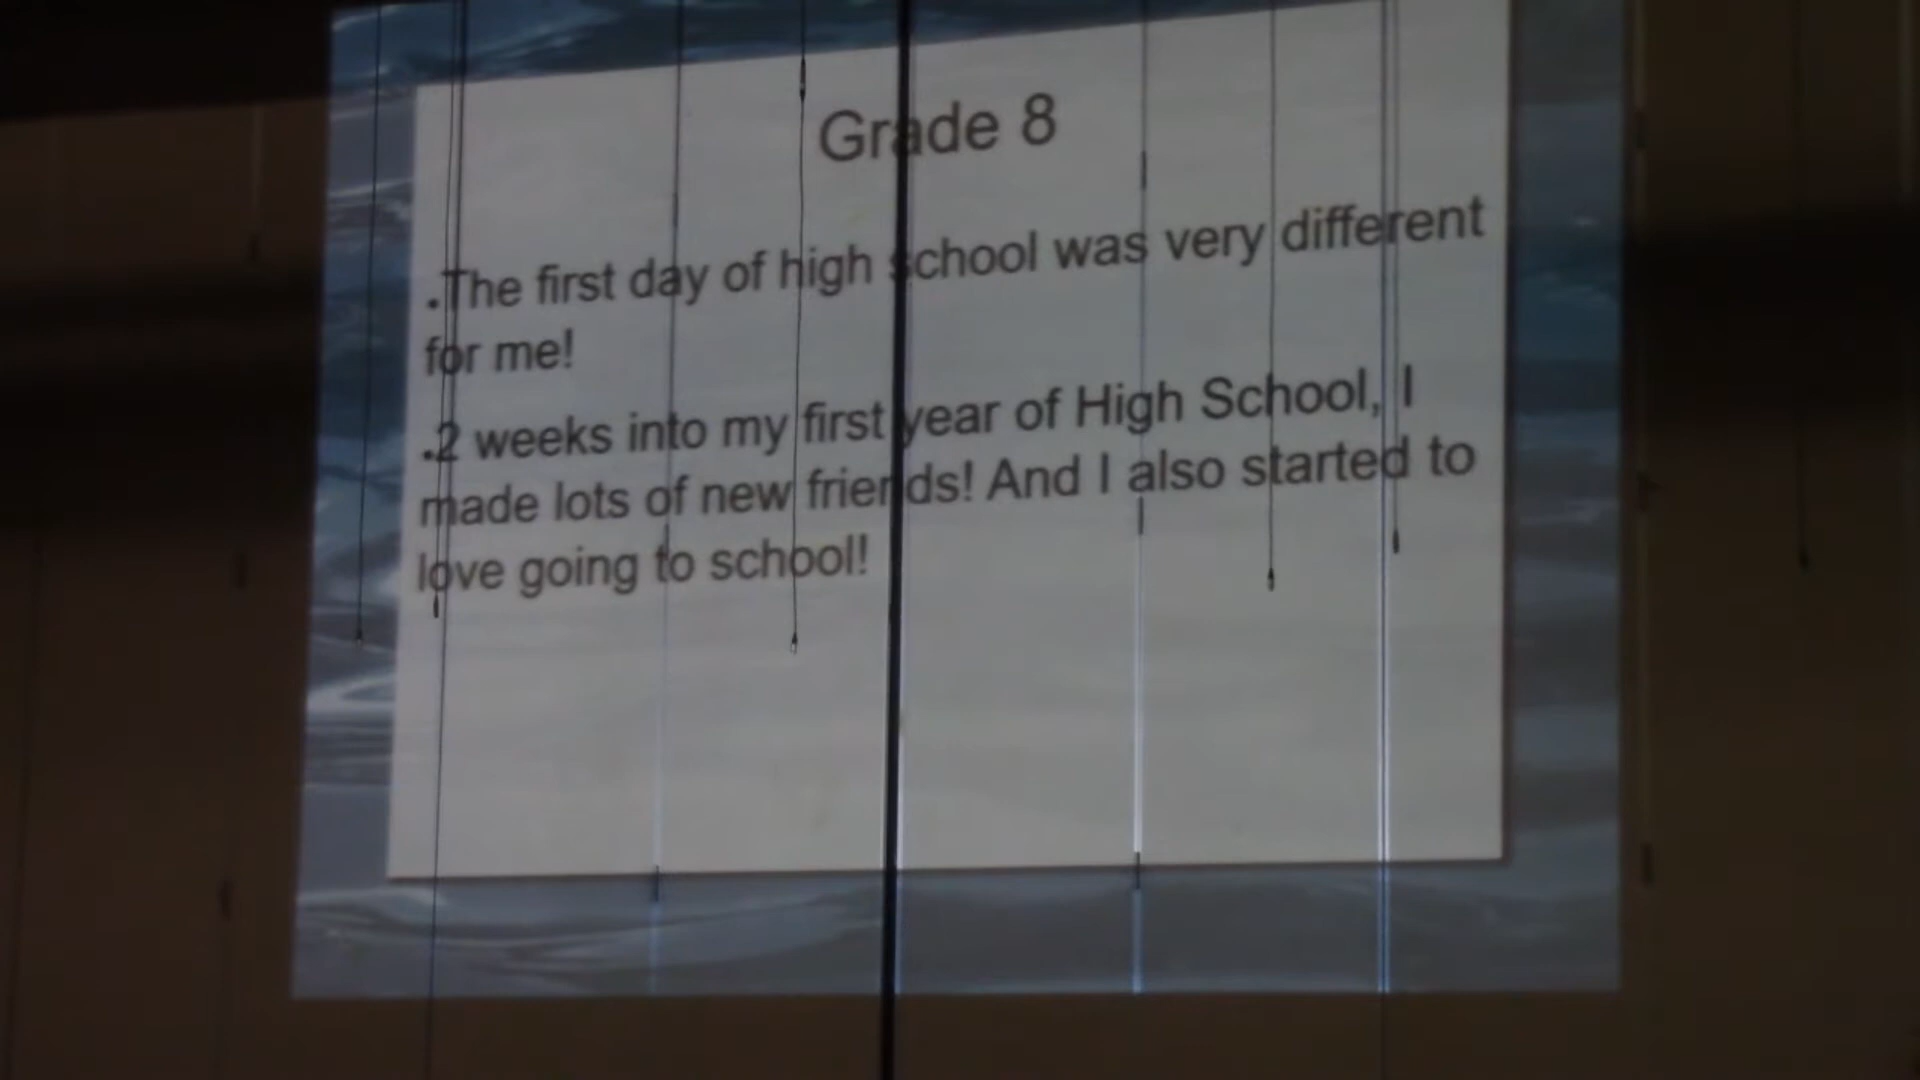 Grade 8
.The first day of high school was very different
for me!
.2 weeks into my first year of High School, I
made lots of new friends! And I also started to
love going to school!